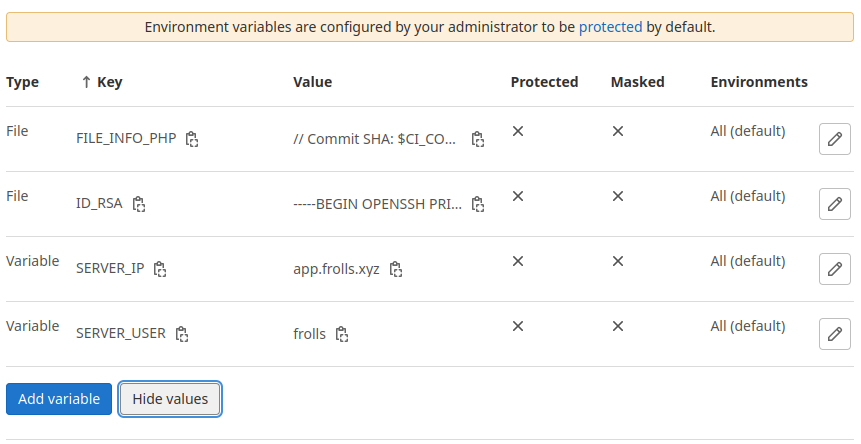 Environment variables are configured by your administrator to be protected by default.
Type ↑ Key Value Protected Masked Environments
File FILE_INFO_PHP // Commit SHA: $CI_CO... All (default)
File ID_RSA -----BEGIN OPENSSH PRI... All (default)
Variable SERVER_IP app.frolls.xyz All (default)
Variable SERVER_USER frolls All (default)
Add variable Hide values